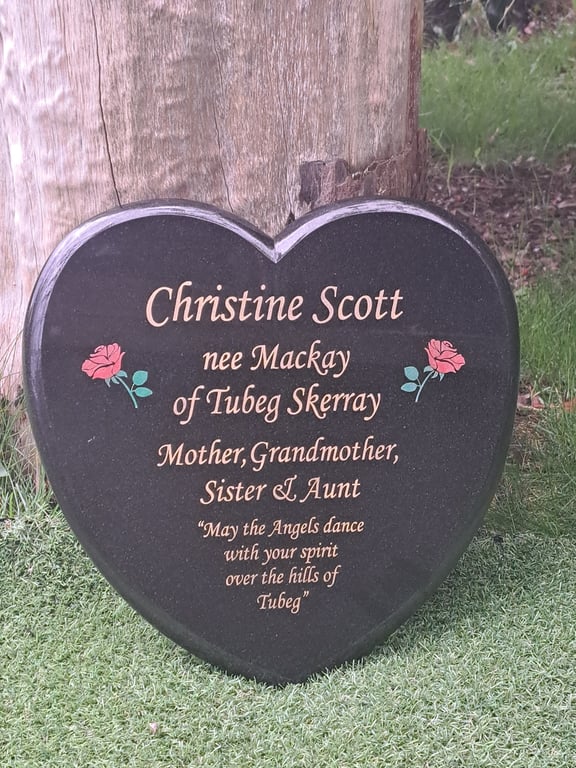 Christine Scott
nee Mackay
of Tubeg Skerray
Mother, Grandmother,
Sister & Aunt
“May the Angels dance
with your spirit
over the hills of
Tubeg”